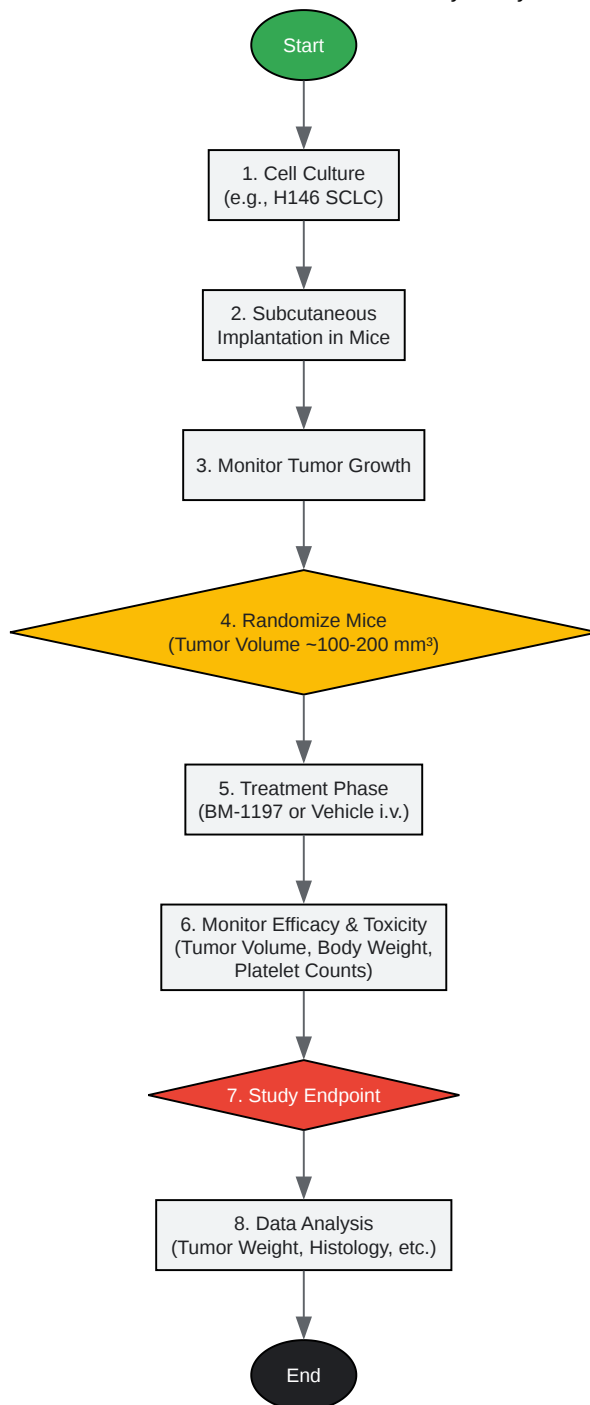 Start
1. Cell Culture
(e.g., H146 SCLC)
2. Subcutaneous
Implantation in Mice
3. Monitor Tumor Growth
4. Randomize Mice
(Tumor Volume ~100-200 mm³)
5. Treatment Phase
(BM-1197 or Vehicle i.v.)
6. Monitor Efficacy & Toxicity
(Tumor Volume, Body Weight,
Platelet Counts)
7. Study Endpoint
8. Data Analysis
(Tumor Weight, Histology, etc.)
End